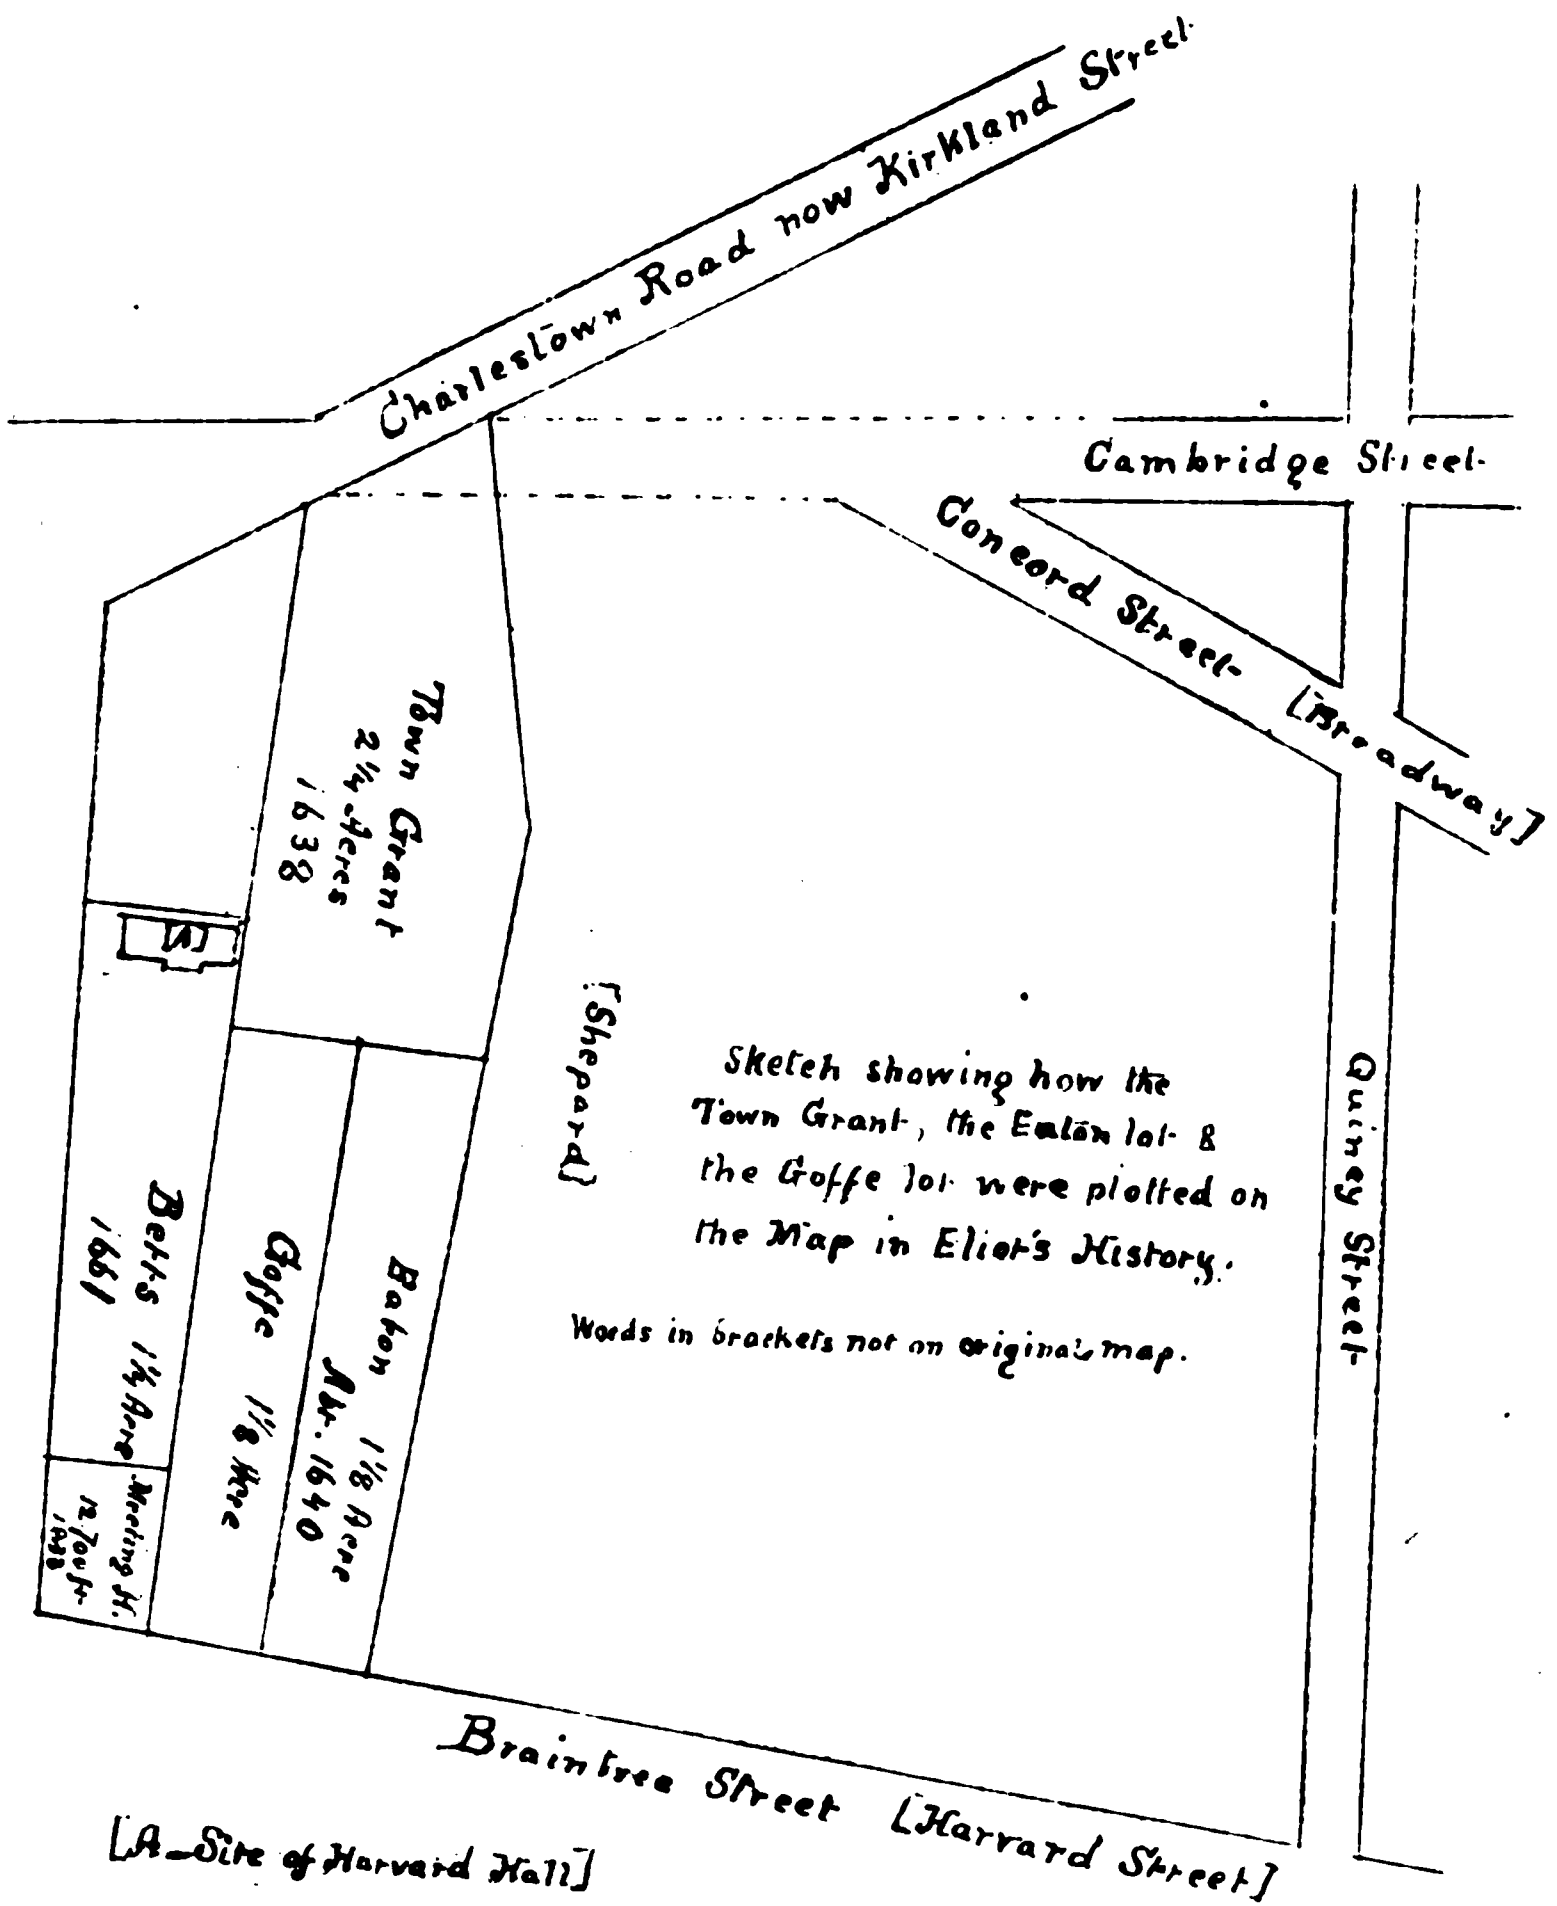 Charlestown Road now Kirkland Street
Cambridge Street
Concord Street [Broadway]
Town Grant
2 1/4 Acres
1638
[A]
[Shepard]
Sketch showing how the
Town Grant, the Eaton lot &
the Goffe lot were plotted on
the Map in Eliot's History.
Words in brackets not on original map.
Quincy Street
Betts 1 1/4 Acre
1661
Goffe 1 1/8 Acre
Eaton 1 1/8 Acre
Abr. 1640
Meeting H.
Braintree Street [Harvard Street]
[A – Site of Harvard Hall]